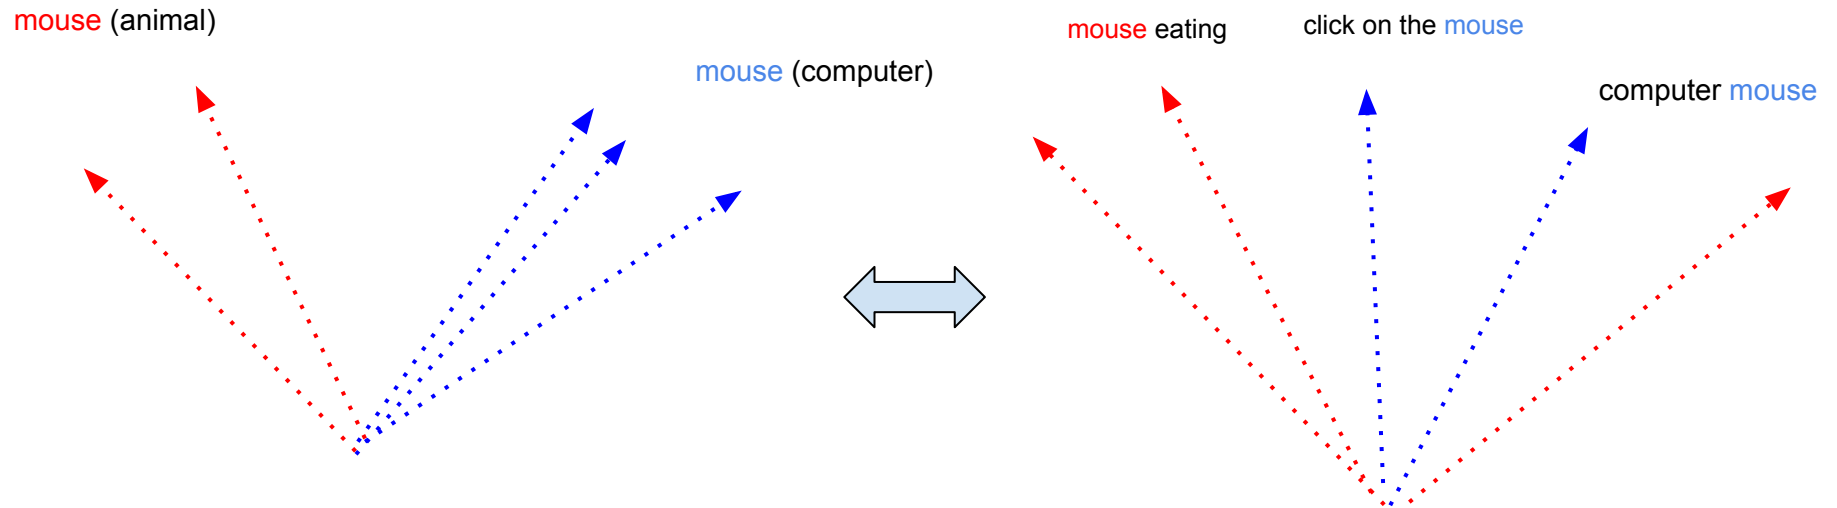 mouse (animal)
mouse (computer)
mouse eating
click on the mouse
computer mouse